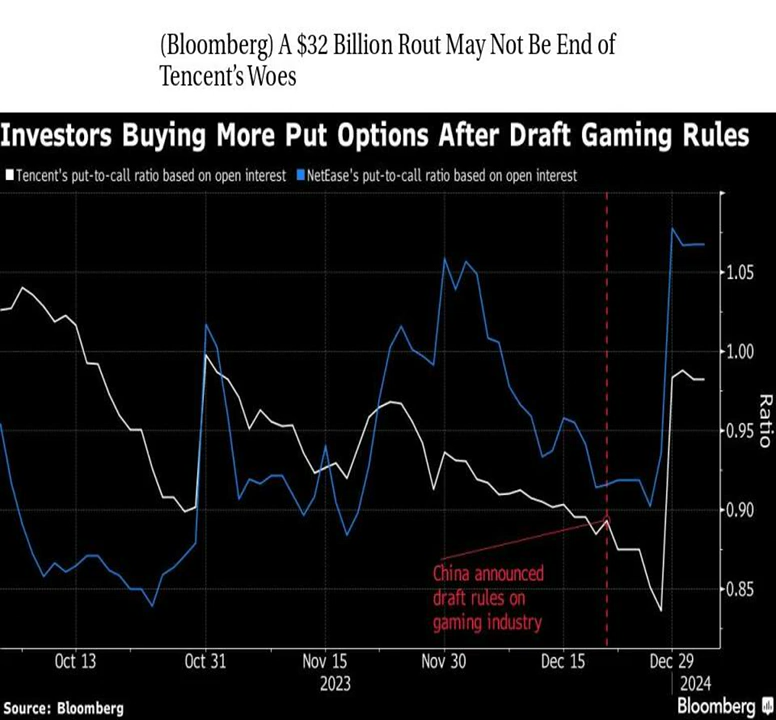 (Bloomberg) A $32 Billion Rout May Not Be End of
Tencent's Woes
Investors Buying More Put Options After Draft Gaming Rules
Tencent's put-to-call ratio based on open interest NetEase's put-to-call ratio based on open interest
1.05
1.00
0.95
0.90
0.85
Ratio
China announced
draft rules on
gaming industry
Oct 13 Oct 31 Nov 15 Nov 30 Dec 15 Dec 29
2023 2024
Source: Bloomberg Bloomberg